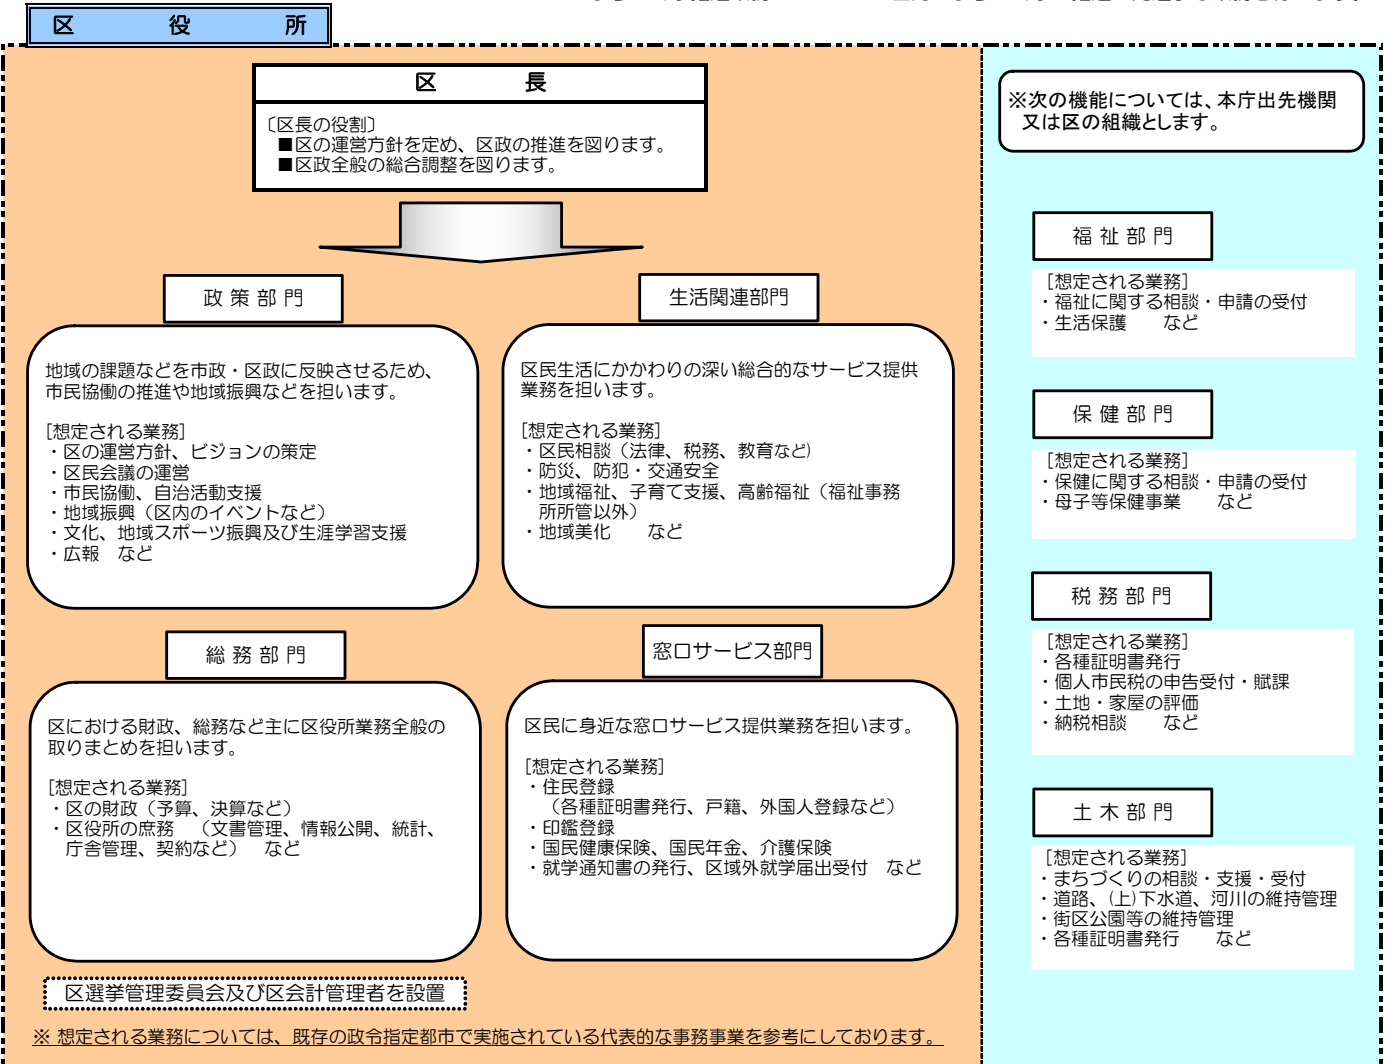 区　役　所
区　長
〔区長の役割〕
■区の運営方針を定め、区政の推進を図ります。
■区政全般の総合調整を図ります。
政 策 部 門
地域の課題などを市政・区政に反映させるため、
市民協働の推進や地域振興などを担います。
[想定される業務]
・区の運営方針、ビジョンの策定
・区民会議の運営
・市民協働、自治活動支援
・地域振興（区内のイベントなど）
・文化、地域スポーツ振興及び生涯学習支援
・広報　など
生活関連部門
区民生活にかかわりの深い総合的なサービス提供
業務を担います。
[想定される業務]
・区民相談（法律、税務、教育など）
・防災、防犯・交通安全
・地域福祉、子育て支援、高齢福祉（福祉事務
所所管以外）
・地域美化　　など
総 務 部 門
区における財政、総務など主に区役所業務全般の
取りまとめを担います。
[想定される業務]
・区の財政（予算、決算など）
・区役所の庶務　（文書管理、情報公開、統計、
庁舎管理、契約など）　など
窓口サービス部門
区民に身近な窓口サービス提供業務を担います。
[想定される業務]
・住民登録
（各種証明書発行、戸籍、外国人登録など）
・印鑑登録
・国民健康保険、国民年金、介護保険
・就学通知書の発行、区域外就学届出受付　など
区選挙管理委員会及び区会計管理者を設置
※ 想定される業務については、既存の政令指定都市で実施されている代表的な事務事業を参考にしております。
※次の機能については、本庁出先機関
又は区の組織とします。
福 祉 部 門
[想定される業務]
・福祉に関する相談・申請の受付
・生活保護　　など
保 健 部 門
[想定される業務]
・保健に関する相談・申請の受付
・母子等保健事業　　など
税 務 部 門
[想定される業務]
・各種証明書発行
・個人市民税の申告受付・賦課
・土地・家屋の評価
・納税相談　　など
土 木 部 門
[想定される業務]
・まちづくりの相談・支援・受付
・道路、(上)下水道、河川の維持管理
・街区公園等の維持管理
・各種証明書発行　　など